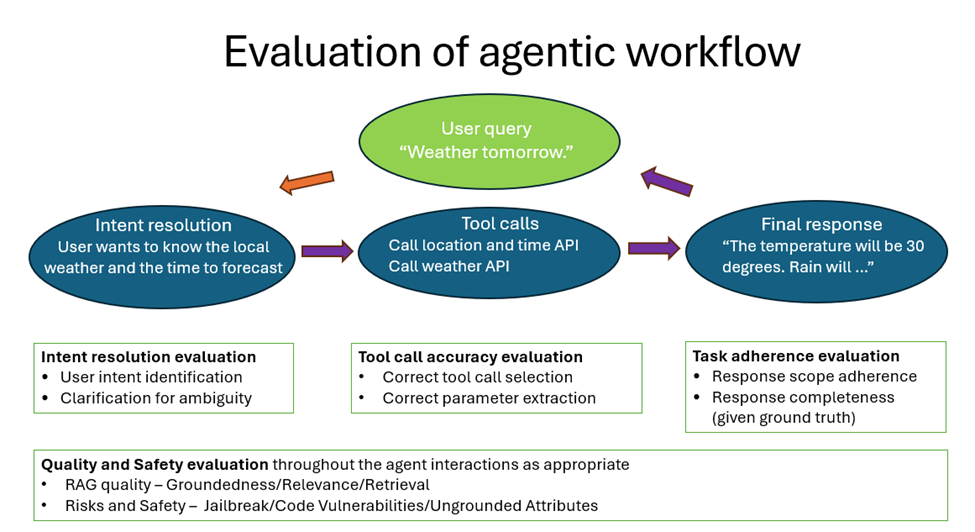 Evaluation of agentic workflow
User query
“Weather tomorrow.”
Intent resolution
User wants to know the local
weather and the time to forecast
Tool calls
Call location and time API
Call weather API
Final response
“The temperature will be 30
degrees. Rain will ...”
Intent resolution evaluation
• User intent identification
• Clarification for ambiguity
Tool call accuracy evaluation
• Correct tool call selection
• Correct parameter extraction
Task adherence evaluation
• Response scope adherence
• Response completeness
(given ground truth)
Quality and Safety evaluation throughout the agent interactions as appropriate
• RAG quality – Groundedness/Relevance/Retrieval
• Risks and Safety – Jailbreak/Code Vulnerabilities/Ungrounded Attributes